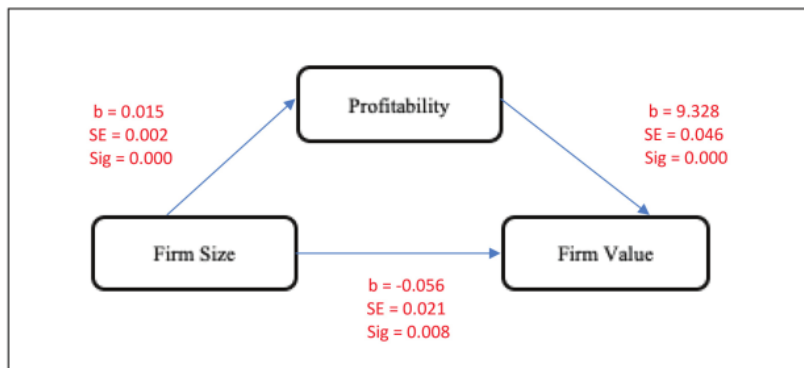 Profitability
b = 0.015
SE = 0.002
Sig = 0.000
b = 9.328
SE = 0.046
Sig = 0.000
Firm Size
Firm Value
b = -0.056
SE = 0.021
Sig = 0.008